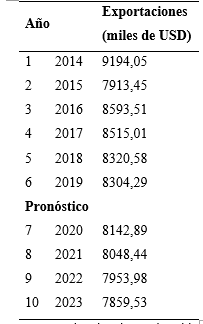 Año Exportaciones
(miles de USD)
1 2014 9194,05
2 2015 7913,45
3 2016 8593,51
4 2017 8515,01
5 2018 8320,58
6 2019 8304,29
Pronóstico
7 2020 8142,89
8 2021 8048,44
9 2022 7953,98
10 2023 7859,53